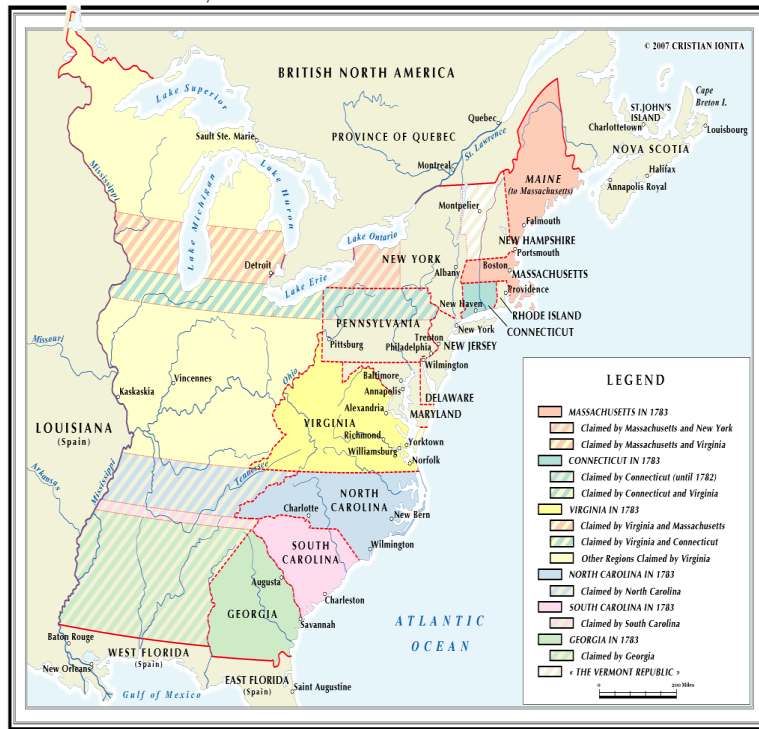 © 2007 CRISTIAN IONITA
BRITISH NORTH AMERICA
Lake Superior
Cape
Breton I.
ST.JOHN'S
ISLAND
Charlottetown
Louisbourg
Quebec
PROVINCE OF QUEBEC
Sault Ste. Marie
St. Lawrence
NOVA SCOTIA
Mississippi
Montreal
Halifax
Annapolis Royal
MAINE
(to Massachusetts)
Lake Michigan
Lake Huron
Montpelier
Falmouth
Lake Ontario
NEW HAMPSHIRE
Portsmouth
NEW YORK
Detroit
Albany
Boston
MASSACHUSETTS
Lake Erie
Providence
New Haven
RHODE ISLAND
CONNECTICUT
PENNSYLVANIA
New York
Missouri
Pittsburg
Trenton
Philadelphia
NEW JERSEY
Wilmington
Ohio
Baltimore
Vincennes
Kaskaskia
Annapolis
DELAWARE
Alexandria
MARYLAND
VIRGINIA
LOUISIANA
(Spain)
Richmond
Yorktown
Williamsburg
Norfolk
Arkansas
Mississippi
Tennessee
NORTH
CAROLINA
Charlotte
New Bern
SOUTH
CAROLINA
Wilmington
Augusta
Charleston
GEORGIA
Savannah
ATLANTIC
OCEAN
Baton Rouge
WEST FLORIDA
(Spain)
New Orleans
EAST FLORIDA
(Spain)
Saint Augustine
Gulf of Mexico
LEGEND
MASSACHUSETTS IN 1783
Claimed by Massachusetts and New York
Claimed by Massachusetts and Virginia
CONNECTICUT IN 1783
Claimed by Connecticut (until 1782)
Claimed by Connecticut and Virginia
VIRGINIA IN 1783
Claimed by Virginia and Massachusetts
Claimed by Virginia and Connecticut
Other Regions Claimed by Virginia
NORTH CAROLINA IN 1783
Claimed by North Carolina
SOUTH CAROLINA IN 1783
Claimed by South Carolina
GEORGIA IN 1783
Claimed by Georgia
« THE VERMONT REPUBLIC »
0 200 Miles